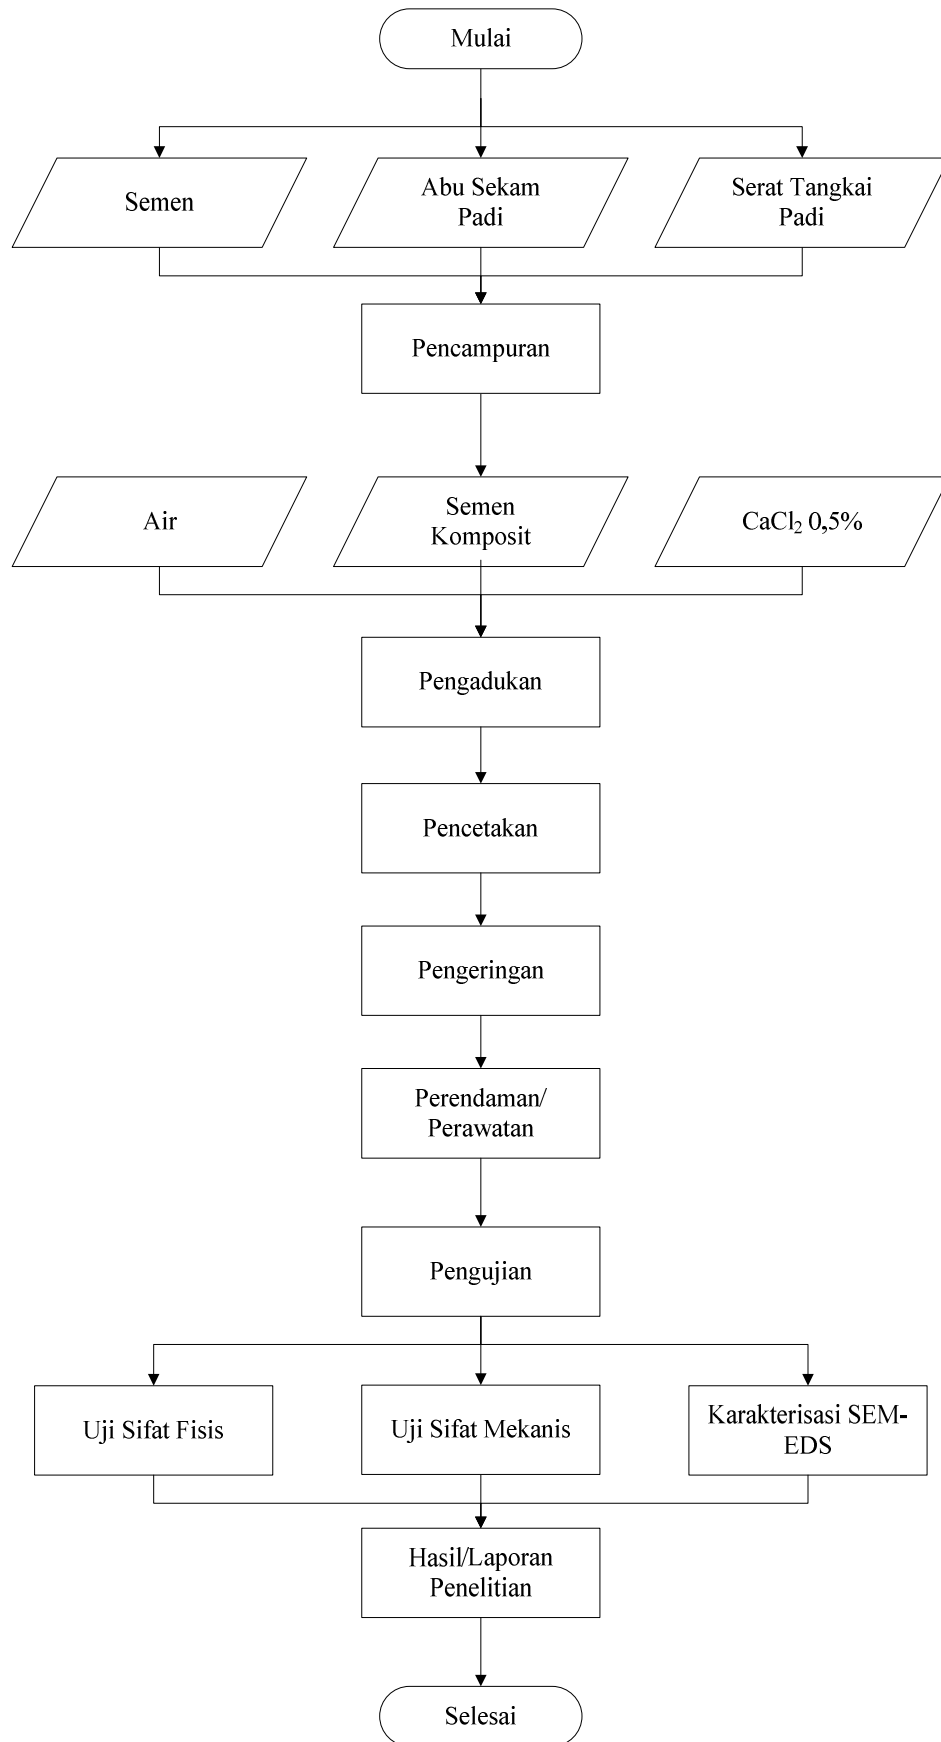 Mulai
Semen
Abu Sekam
Padi
Serat Tangkai
Padi
Pencampuran
Air
Semen
Komposit
CaCl₂ 0,5%
Pengadukan
Pencetakan
Pengeringan
Perendaman/
Perawatan
Pengujian
Uji Sifat Fisis
Uji Sifat Mekanis
Karakterisasi SEM-
EDS
Hasil/Laporan
Penelitian
Selesai